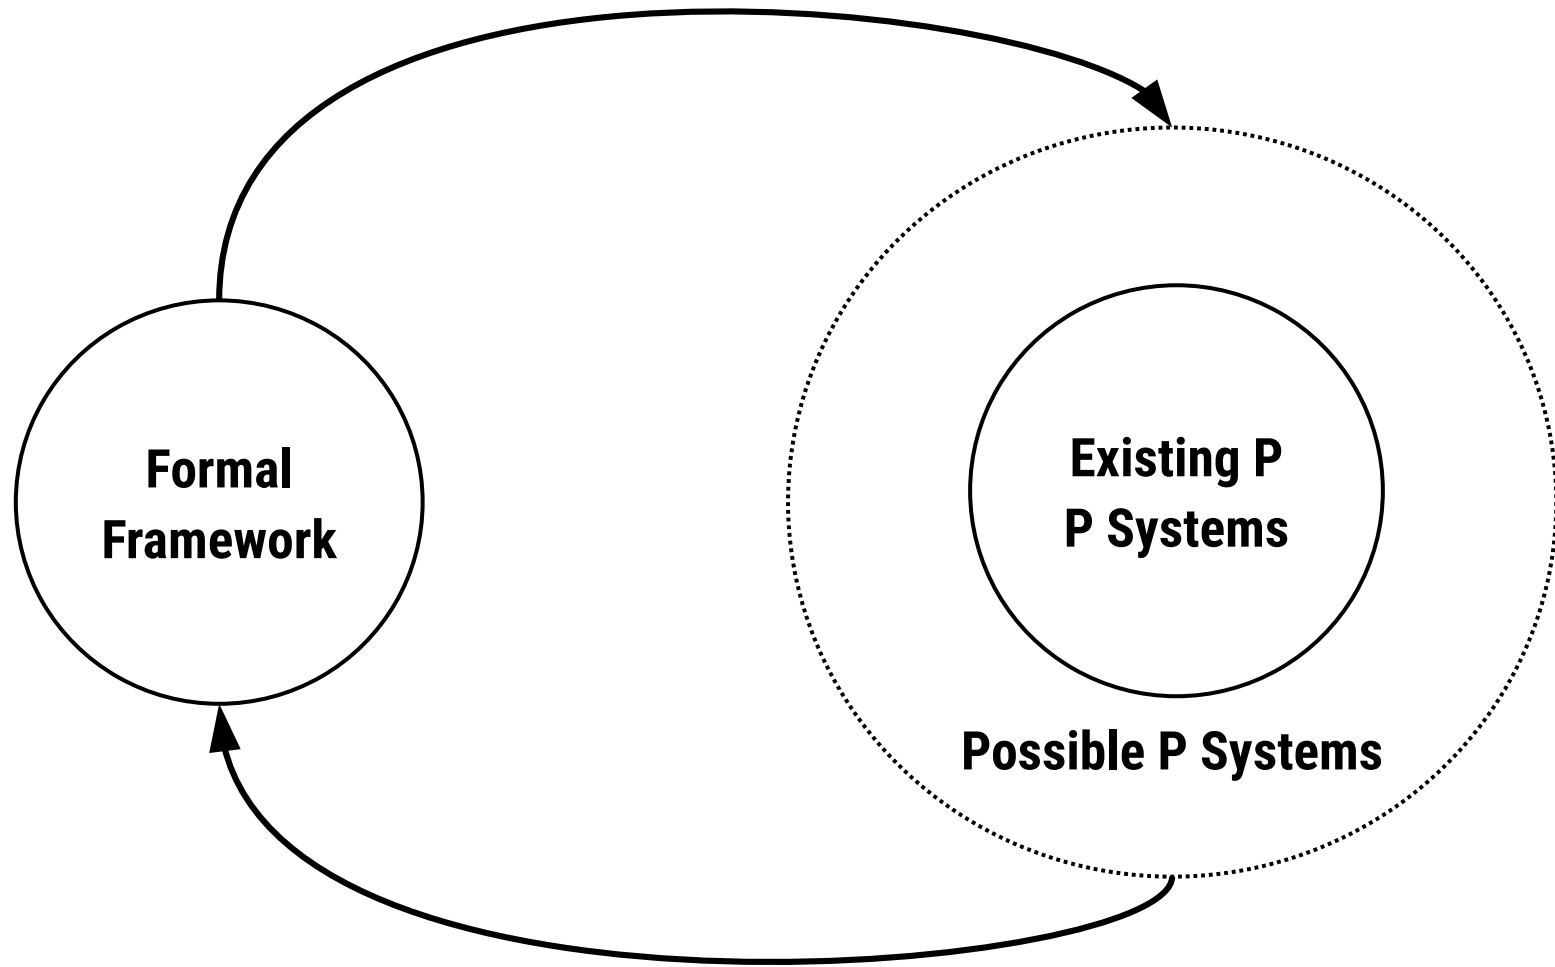 Formal
Framework
Existing P
P Systems
Possible P Systems